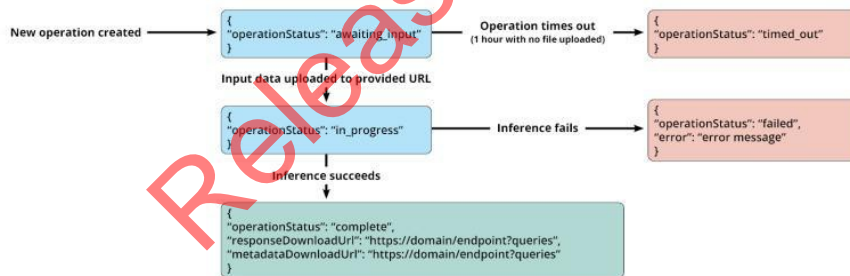 New operation created
{
"operationStatus": "awaiting_input"
}
Operation times out
(1 hour with no file uploaded)
{
"operationStatus": "timed_out"
}
Input data uploaded to provided URL
{
"operationStatus": "in_progress"
}
Inference fails
{
"operationStatus": "failed",
"error": "error message"
}
Inference succeeds
{
"operationStatus": "complete",
"responseDownloadUrl": "https://domain/endpoint?queries",
"metadataDownloadUrl": "https://domain/endpoint?queries"
}
Releas